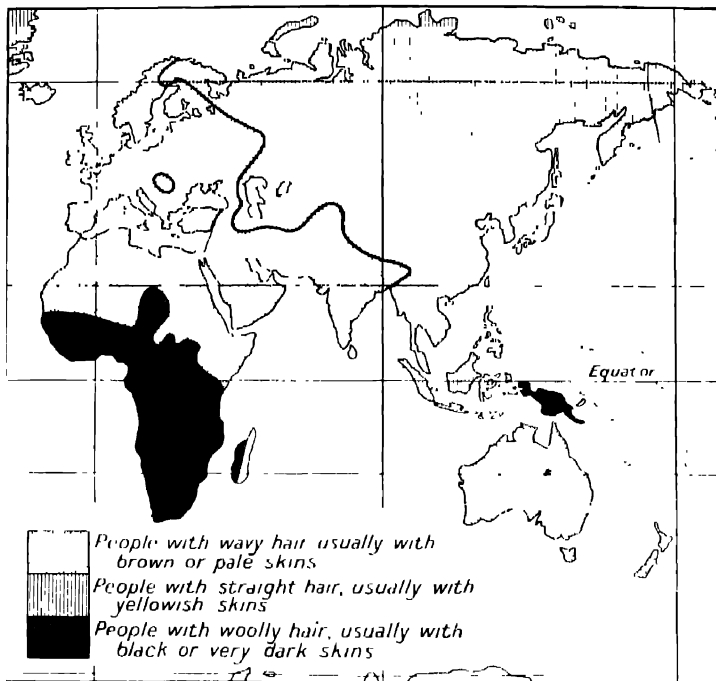 Equator
People with wavy hair usually with
brown or pale skins
People with straight hair, usually with
yellowish skins
People with woolly hair, usually with
black or very dark skins